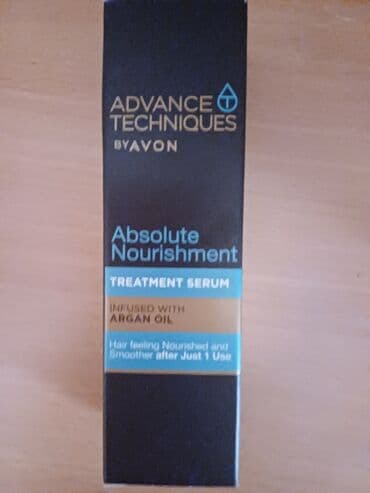 ADVANCE
TECHNIQUES
BY AVON
Absolute
Nourishment
TREATMENT SERUM
INFUSED WITH
ARGAN OIL
Hair feeling Nourished and
Smoother after Just 1 Use